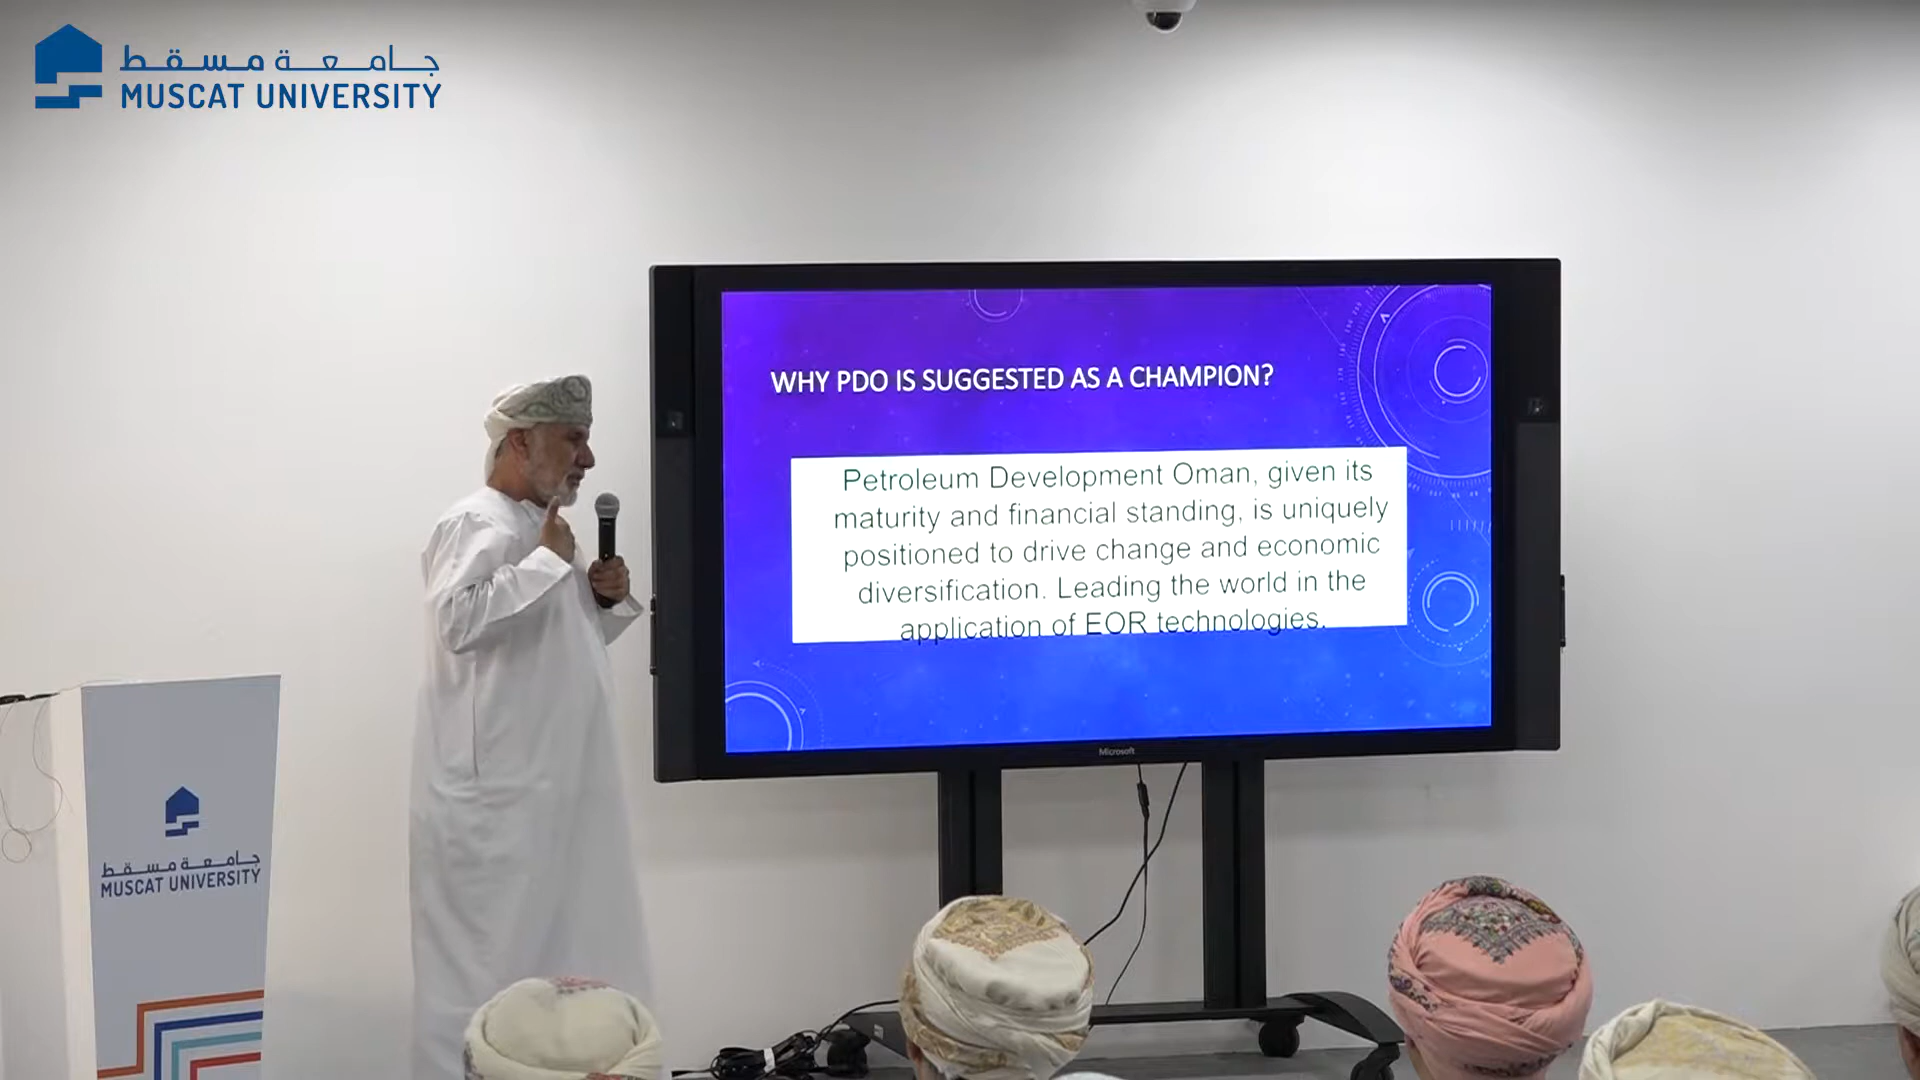 جامعة مسقط
MUSCAT UNIVERSITY
WHY PDO IS SUGGESTED AS A CHAMPION?
Petroleum Development Oman, given its
maturity and financial standing, is uniquely
positioned to drive change and economic
diversification. Leading the world in the
application of EOR technologies.
Microsoft
جامعة مسقط
MUSCAT UNIVERSITY